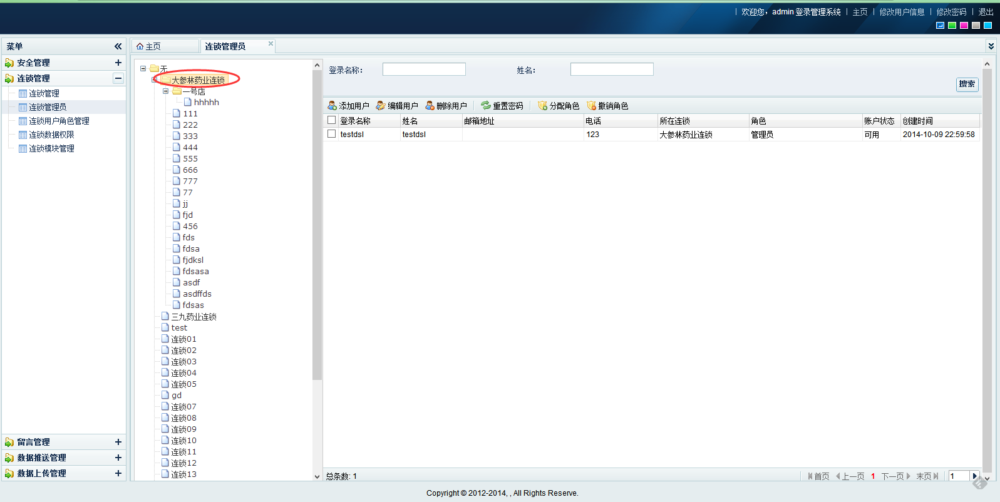 欢迎您，admin 登录管理系统 主页 修改用户信息 修改密码 退出
菜单
安全管理
连锁管理
连锁管理
连锁管理员
连锁用户角色管理
连锁数据权限
连锁模块管理
留言管理
数据推送管理
数据上传管理
主页 连锁管理员
无
大参林药业连锁
一号店
hhhhh
111
222
333
444
555
666
777
77
jj
fjd
456
fds
fdsa
fjdksl
fdsasa
asdf
asdffds
fdsas
三九药业连锁
test
连锁01
连锁02
连锁03
连锁04
连锁05
gd
连锁07
连锁08
连锁09
连锁10
连锁11
连锁12
连锁13
登录名称： 姓名：
搜索
添加用户 编辑用户 删除用户 重置密码 分配角色 撤销角色
登录名称 姓名 邮箱地址 电话 所在连锁 角色 账户状态 创建时间
testdsl testdsl 123 大参林药业连锁 管理员 可用 2014-10-09 22:59:58
总条数: 1 首页 上一页 1 下一页 末页 1
Copyright © 2012-2014, , All Rights Reserve.